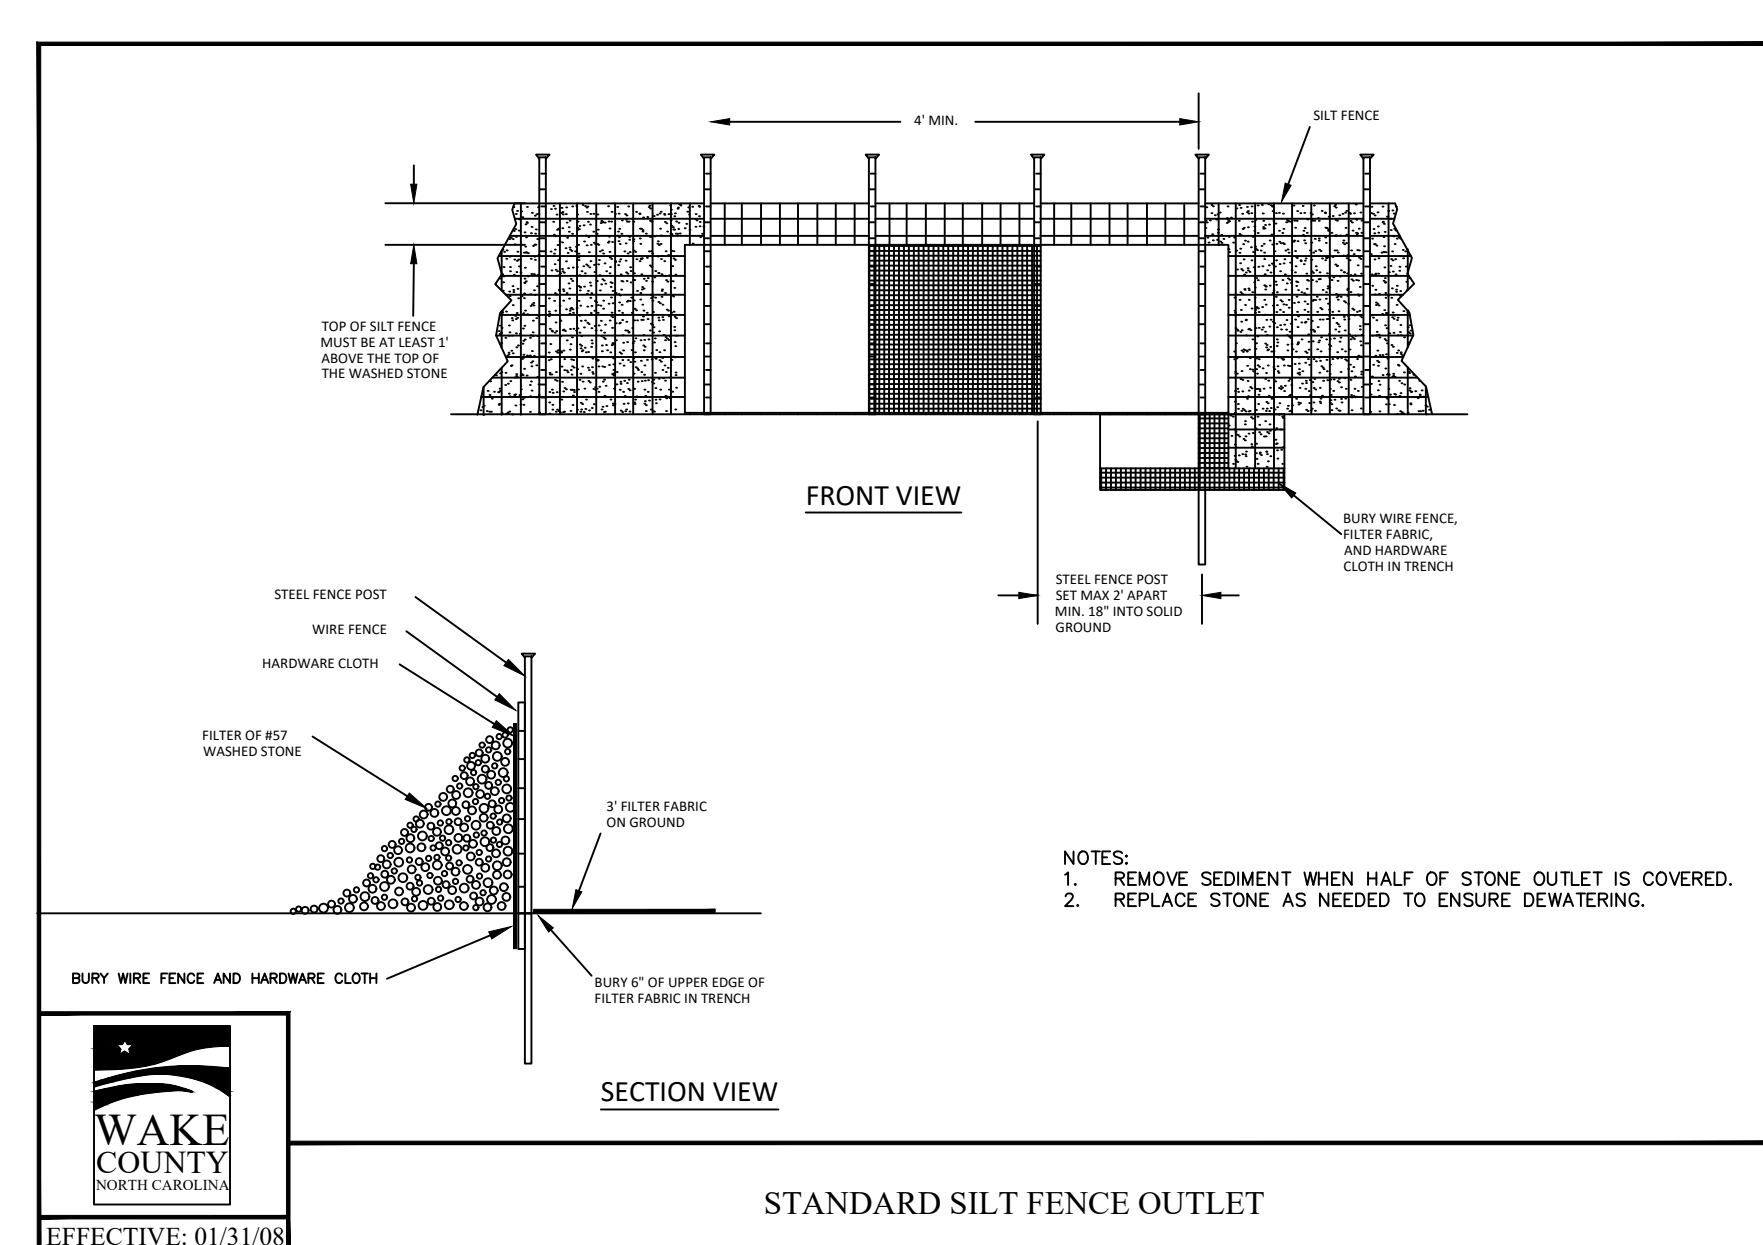 4' MIN.
SILT FENCE
TOP OF SILT FENCE
MUST BE AT LEAST 1'
ABOVE THE TOP OF
THE WASHED STONE
FRONT VIEW
BURY WIRE FENCE,
FILTER FABRIC,
AND HARDWARE
CLOTH IN TRENCH
STEEL FENCE POST
SET MAX 2' APART
MIN. 18" INTO SOLID
GROUND
STEEL FENCE POST
WIRE FENCE
HARDWARE CLOTH
FILTER OF #57
WASHED STONE
3' FILTER FABRIC
ON GROUND
NOTES:
1. REMOVE SEDIMENT WHEN HALF OF STONE OUTLET IS COVERED.
2. REPLACE STONE AS NEEDED TO ENSURE DEWATERING.
BURY WIRE FENCE AND HARDWARE CLOTH
BURY 6" OF UPPER EDGE OF
FILTER FABRIC IN TRENCH
SECTION VIEW
WAKE
COUNTY
NORTH CAROLINA
STANDARD SILT FENCE OUTLET
EFFECTIVE: 01/31/08